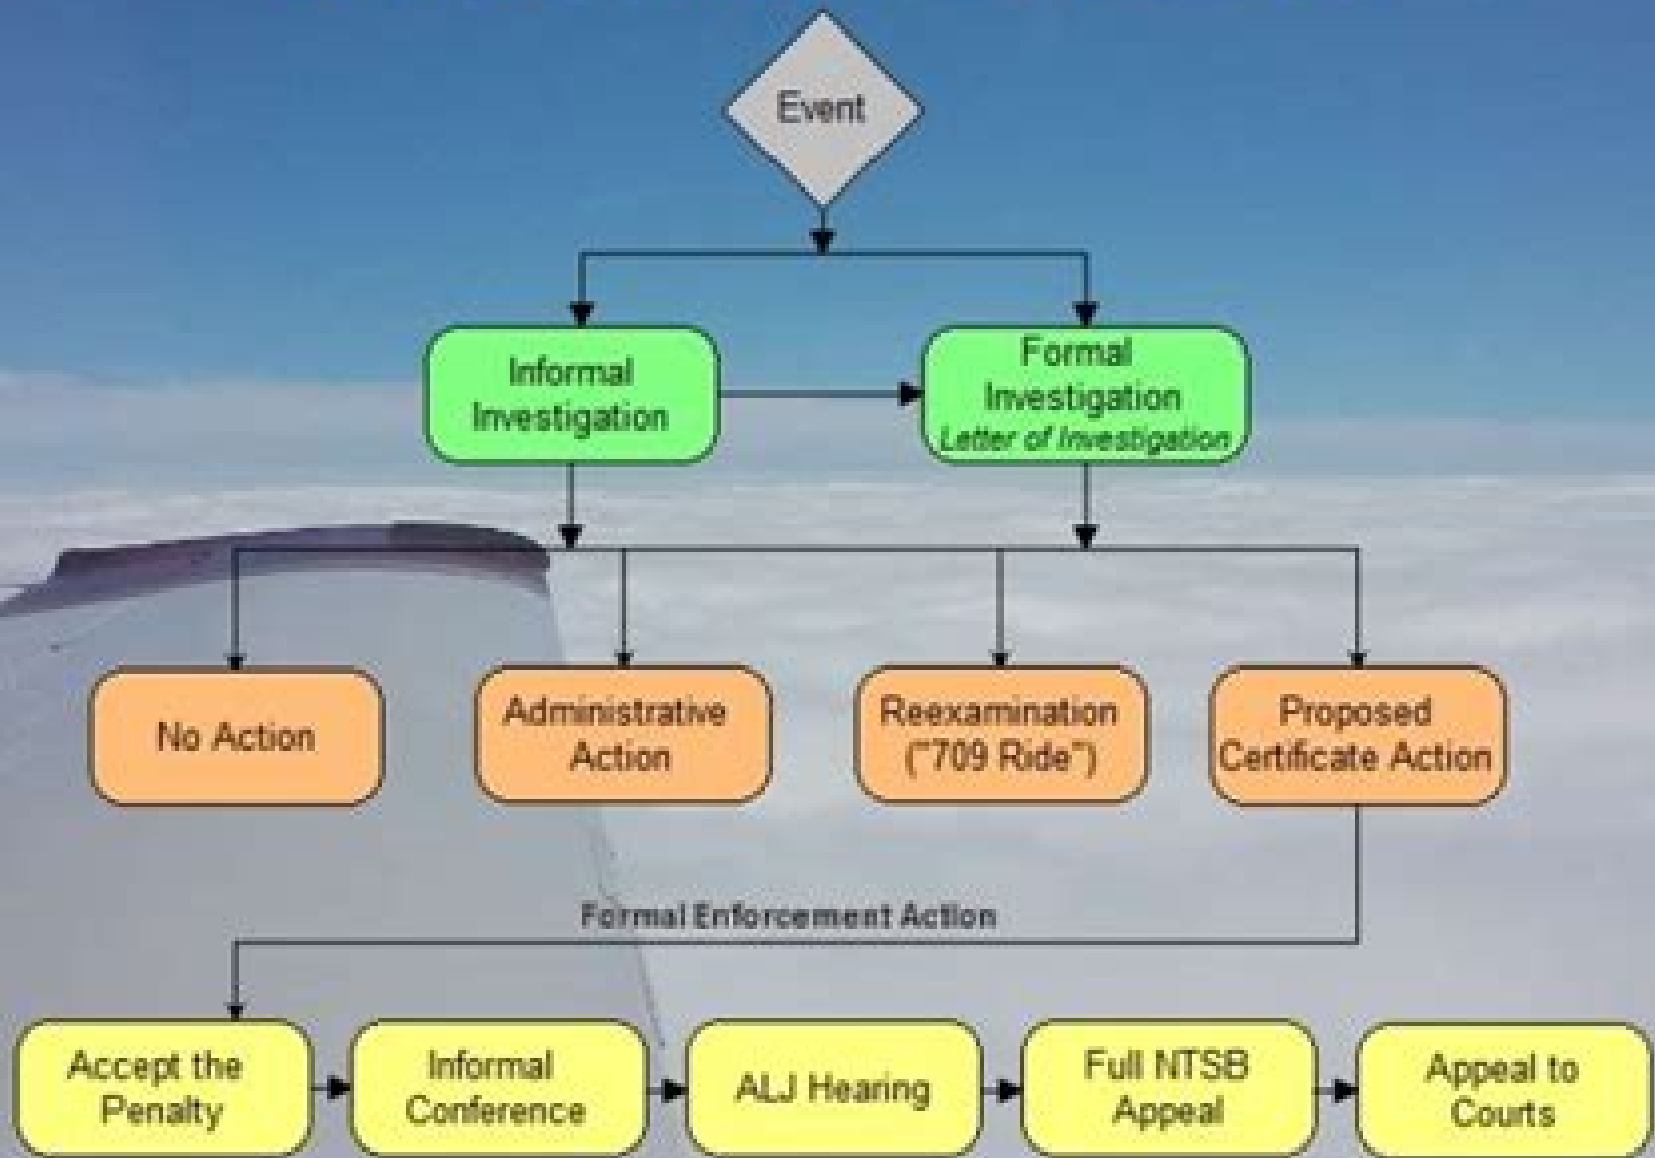 Event
Informal
Investigation
Formal
Investigation
Letter of Investigation
No Action
Administrative
Action
Reexamination
("709 Ride")
Proposed
Certificate Action
Formal Enforcement Action
Accept the
Penalty
Informal
Conference
ALJ Hearing
Full NTSB
Appeal
Appeal to
Courts